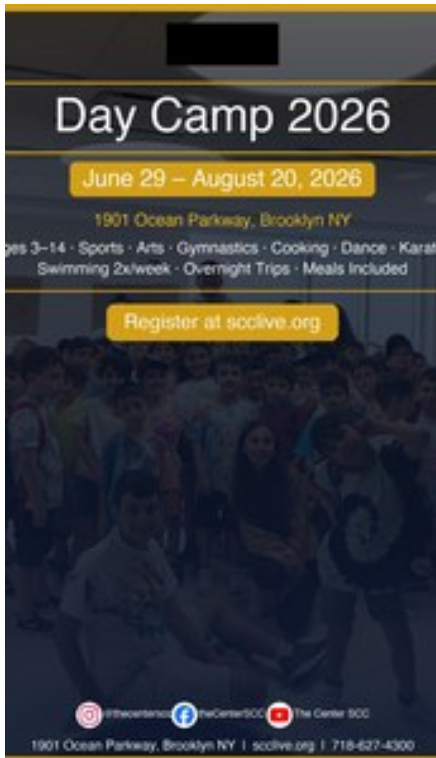 Day Camp 2026
June 29 – August 20, 2026
1901 Ocean Parkway, Brooklyn NY
ges 3–14 · Sports · Arts · Gymnastics · Cooking · Dance · Karat
Swimming 2x/week · Overnight Trips · Meals Included
Register at scclive.org
@thecenterscc theCenterSCC The Center SCC
1901 Ocean Parkway, Brooklyn NY | scclive.org | 718-627-4300